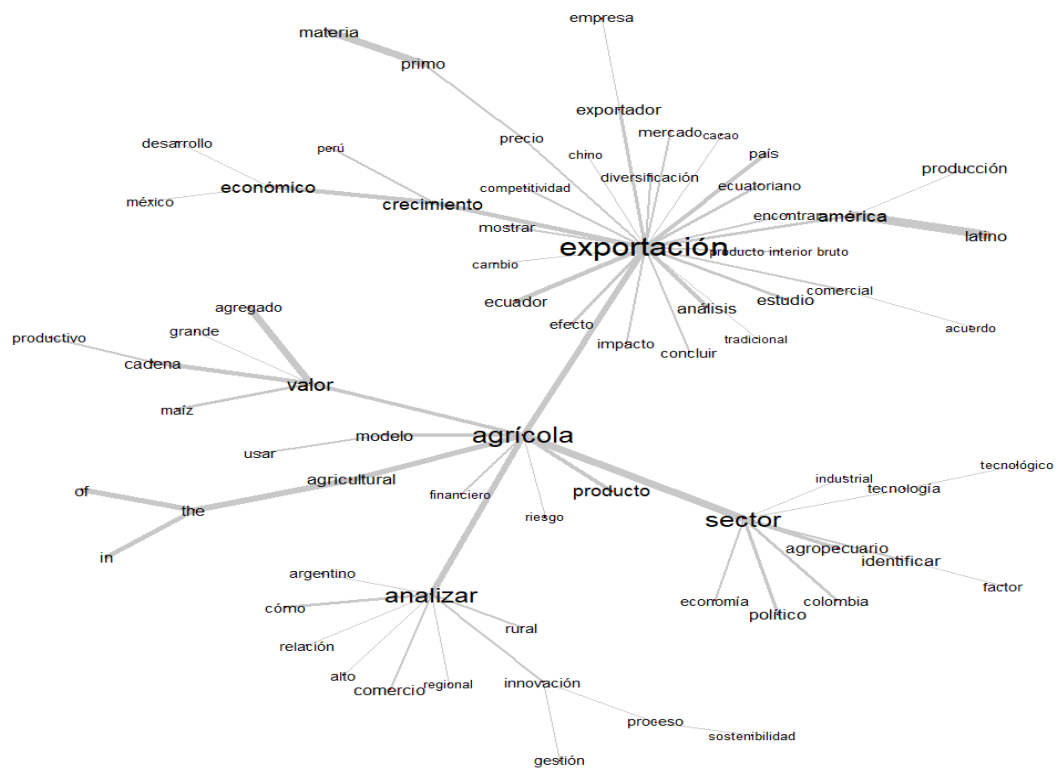 empresa
materia
primo
exportador
mercado
cacao
precio
desarrollo
perú
chino
país
diversificación
producción
económico
competitividad
ecuatoriano
méxico
crecimiento
encontrar
américa
mostrar
latino
exportación
producto interior bruto
cambio
comercial
ecuador
estudio
agregado
análisis
efecto
acuerdo
grande
productivo
impacto
tradicional
concluir
cadena
valor
maíz
agrícola
modelo
usar
tecnológico
agricultural
industrial
of
financiero
producto
tecnología
the
riesgo
sector
agropecuario
in
identificar
argentino
factor
analizar
economía
colombia
cómo
político
rural
relación
alto
regional
innovación
comercio
proceso
sostenibilidad
gestión